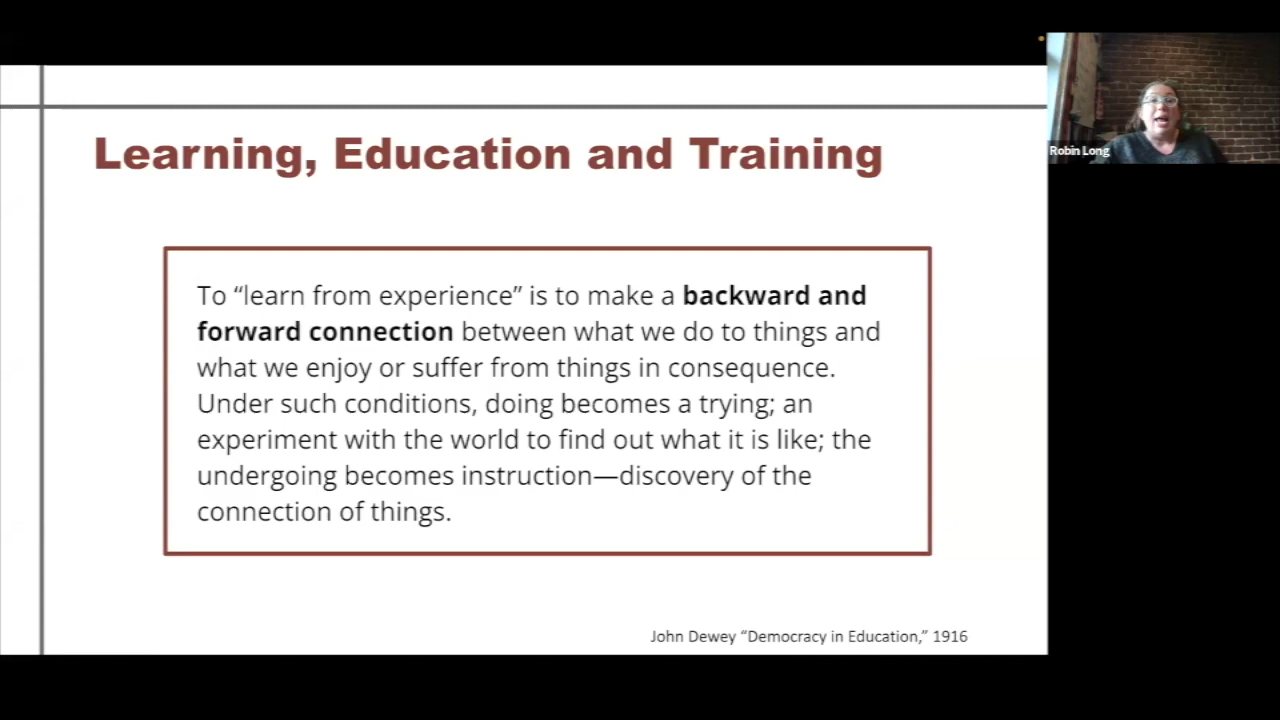 Learning, Education and Training
To “learn from experience” is to make a backward and
forward connection between what we do to things and
what we enjoy or suffer from things in consequence.
Under such conditions, doing becomes a trying; an
experiment with the world to find out what it is like; the
undergoing becomes instruction—discovery of the
connection of things.
John Dewey “Democracy in Education,” 1916
Robin Long